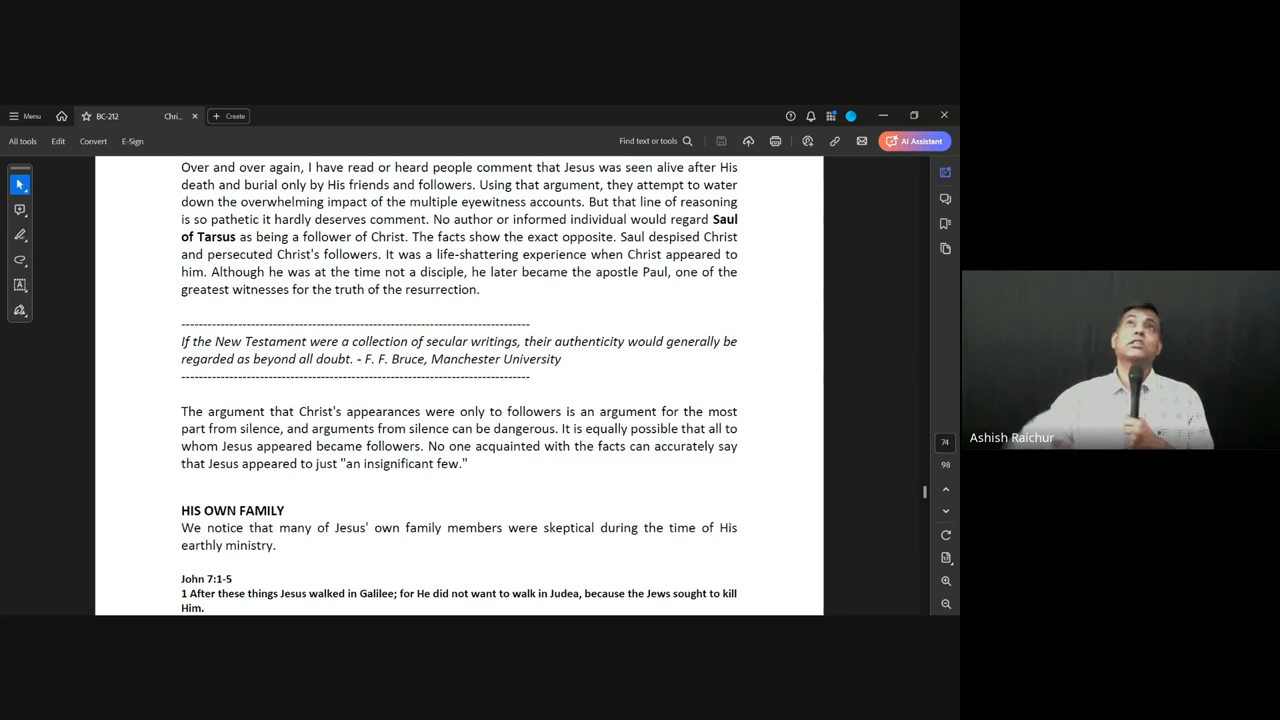 Menu
BC-212
Chri...
Create
All tools
Edit
Convert
E-Sign
Find text or tools
AI Assistant
Over and over again, I have read or heard people comment that Jesus was seen alive after His
death and burial only by His friends and followers. Using that argument, they attempt to water
down the overwhelming impact of the multiple eyewitness accounts. But that line of reasoning
is so pathetic it hardly deserves comment. No author or informed individual would regard Saul
of Tarsus as being a follower of Christ. The facts show the exact opposite. Saul despised Christ
and persecuted Christ's followers. It was a life-shattering experience when Christ appeared to
him. Although he was at the time not a disciple, he later became the apostle Paul, one of the
greatest witnesses for the truth of the resurrection.
--------------------------------------------------------------------------------
If the New Testament were a collection of secular writings, their authenticity would generally be
regarded as beyond all doubt. - F. F. Bruce, Manchester University
--------------------------------------------------------------------------------
The argument that Christ's appearances were only to followers is an argument for the most
part from silence, and arguments from silence can be dangerous. It is equally possible that all to
whom Jesus appeared became followers. No one acquainted with the facts can accurately say
that Jesus appeared to just "an insignificant few."
HIS OWN FAMILY
We notice that many of Jesus' own family members were skeptical during the time of His
earthly ministry.
John 7:1-5
1 After these things Jesus walked in Galilee; for He did not want to walk in Judea, because the Jews sought to kill
Him.
74
98
Ashish Raichur